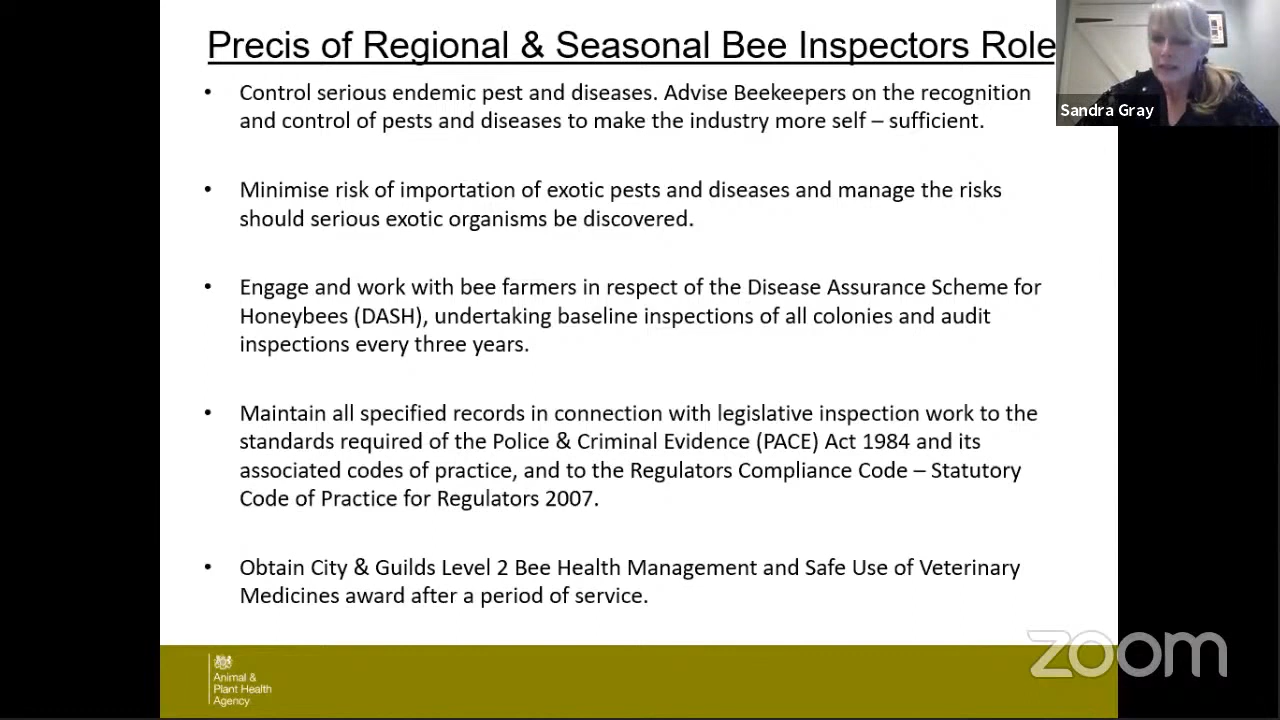 Precis of Regional & Seasonal Bee Inspectors Role
Sandra Gray
• Control serious endemic pest and diseases. Advise Beekeepers on the recognition
and control of pests and diseases to make the industry more self – sufficient.
• Minimise risk of importation of exotic pests and diseases and manage the risks
should serious exotic organisms be discovered.
• Engage and work with bee farmers in respect of the Disease Assurance Scheme for
Honeybees (DASH), undertaking baseline inspections of all colonies and audit
inspections every three years.
• Maintain all specified records in connection with legislative inspection work to the
standards required of the Police & Criminal Evidence (PACE) Act 1984 and its
associated codes of practice, and to the Regulators Compliance Code – Statutory
Code of Practice for Regulators 2007.
• Obtain City & Guilds Level 2 Bee Health Management and Safe Use of Veterinary
Medicines award after a period of service.
Animal &
Plant Health
Agency
zoom